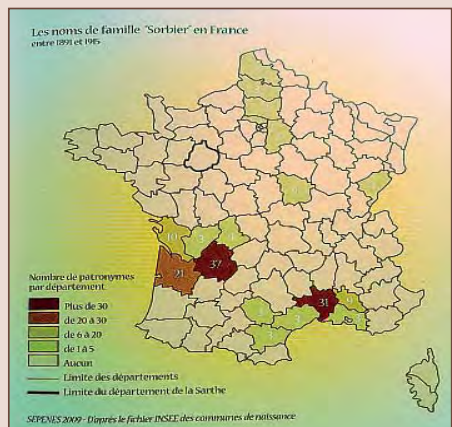 Les noms de famille "Sorbier" en France
entre 1891 et 1915
10
37
21
31
9
Nombre de patronymes
par département
Plus de 30
de 20 à 30
de 6 à 20
de 1 à 5
Aucun
Limite des départements
Limite du département de la Sarthe
SEPENES 2009 - D'après le fichier INSEE des communes de naissance